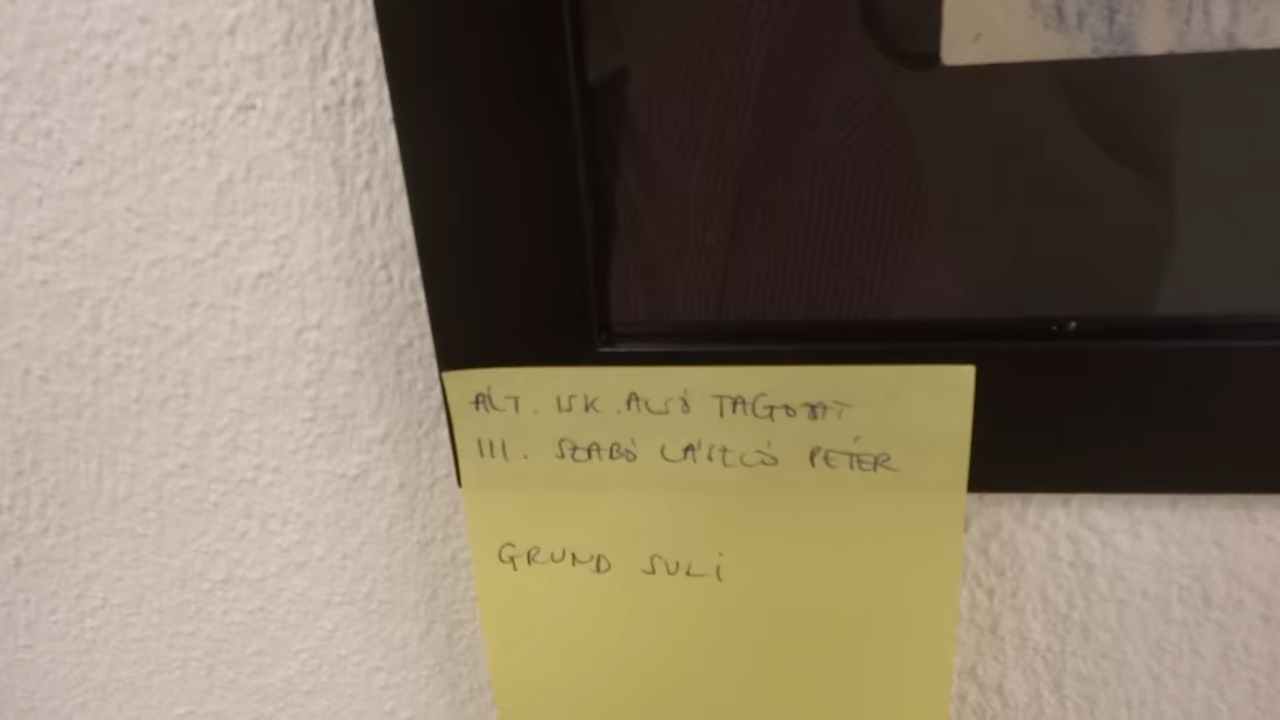 ÁLT. ISK. ALSÓ TAGOZAT
III. SZABÓ LÁSZLÓ PÉTER
GRUND SULI